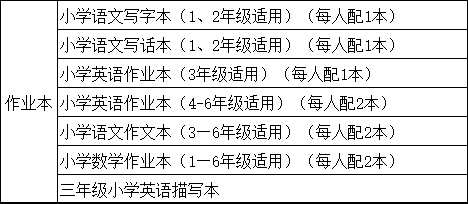 小学语文写字本（1、2年级适用）（每人配1本）
小学语文写话本（1、2年级适用）（每人配1本）
小学英语作业本（3年级适用）（每人配1本）
作业本
小学英语作业本（4-6年级适用）（每人配2本）
小学语文作文本（3—6年级适用）（每人配2本）
小学数学作业本（1—6年级适用）（每人配2本）
三年级小学英语描写本